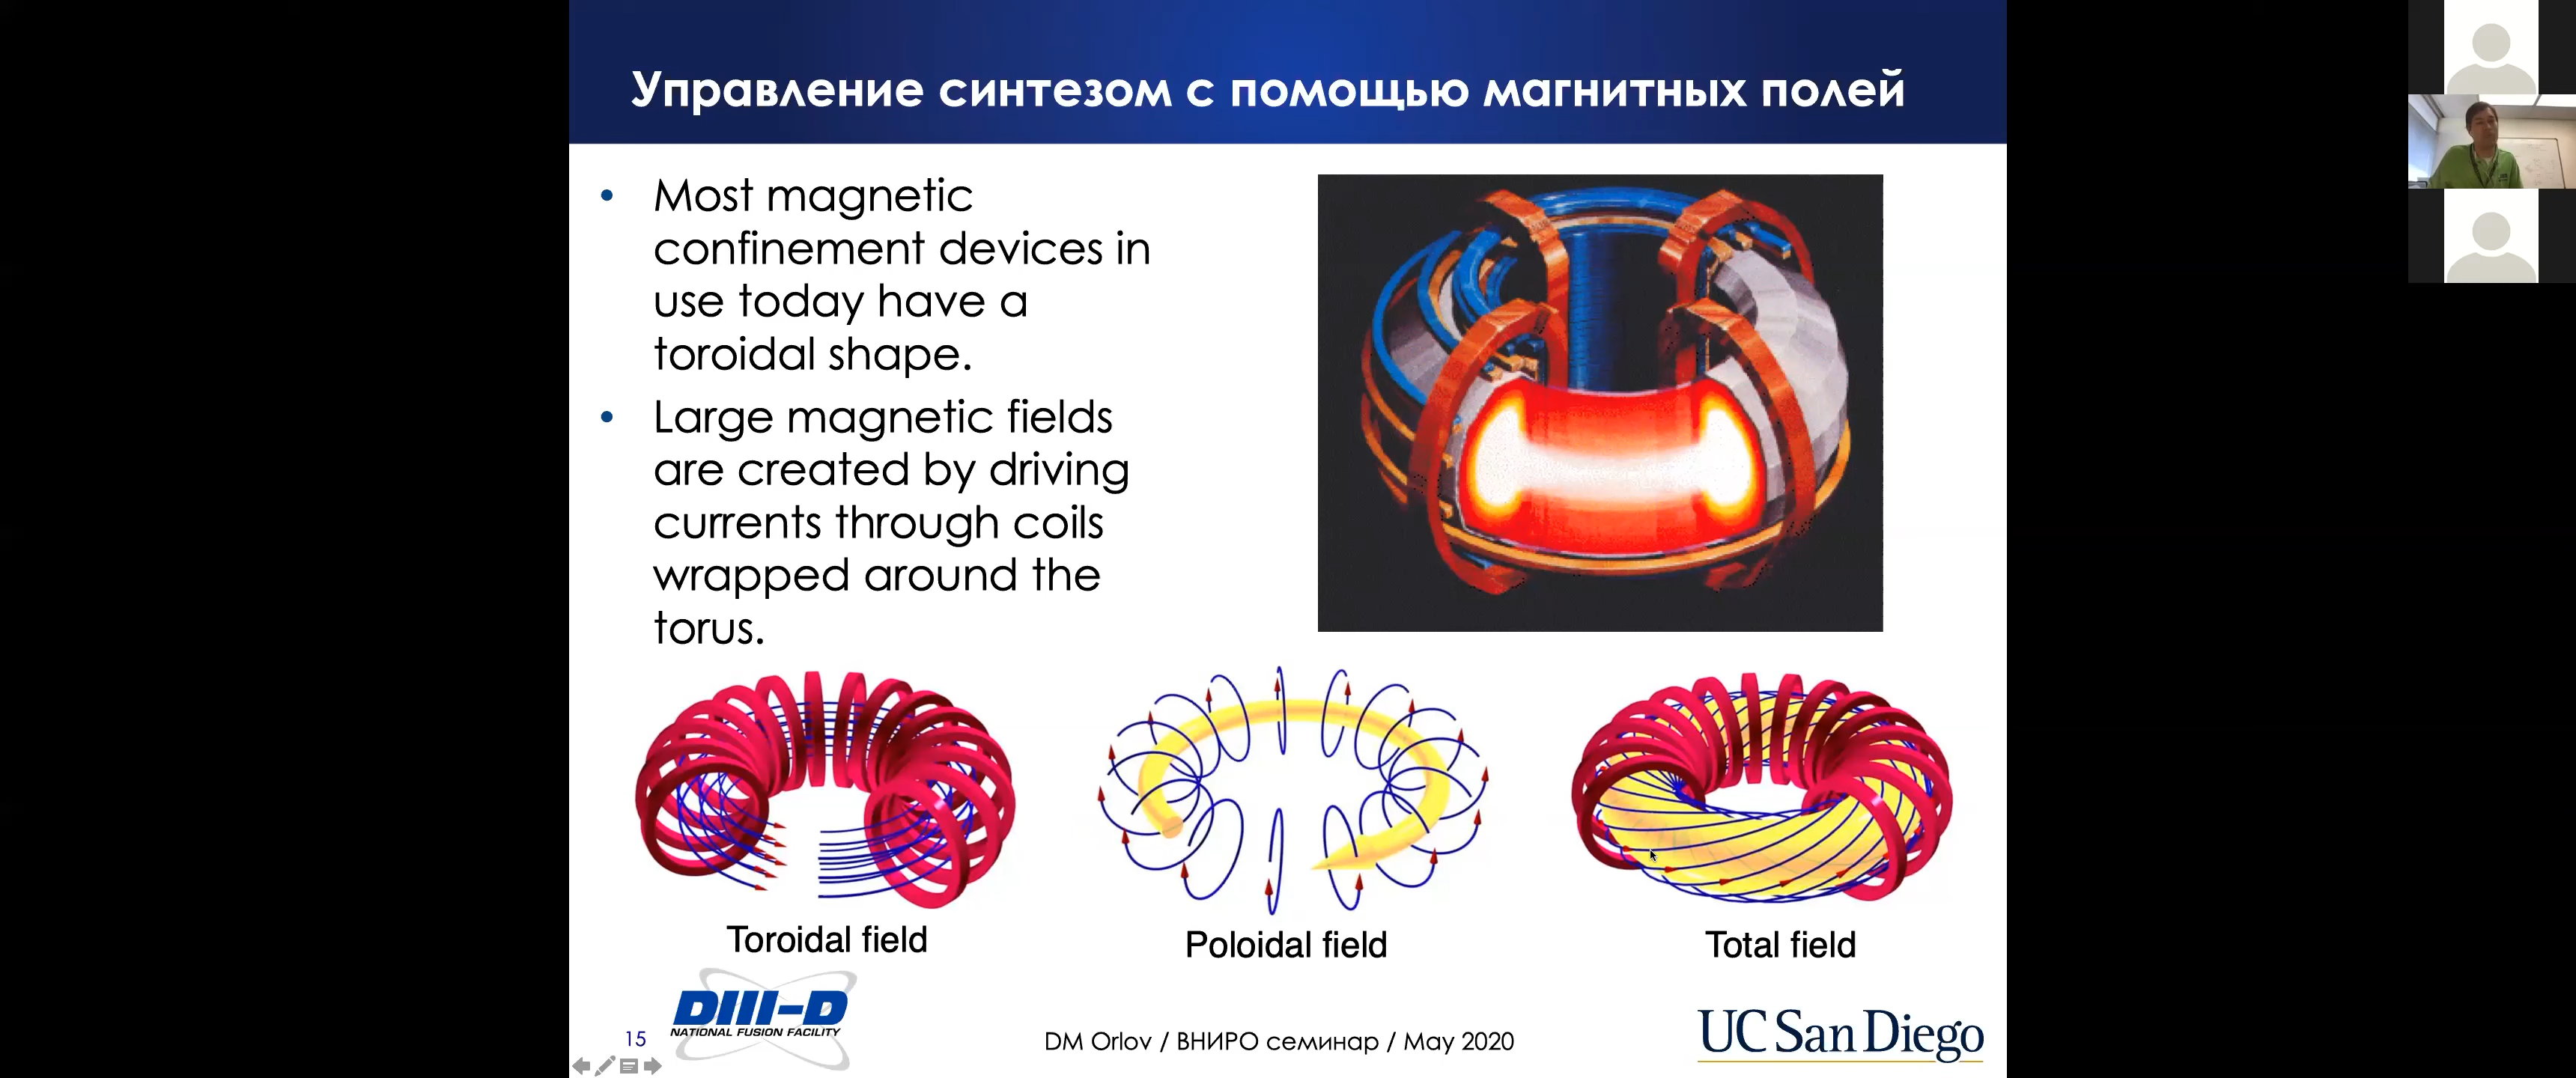 Управление синтезом с помощью магнитных полей
• Most magnetic
confinement devices in
use today have a
toroidal shape.
• Large magnetic fields
are created by driving
currents through coils
wrapped around the
torus.
Toroidal field
Poloidal field
Total field
DIII-D
NATIONAL FUSION FACILITY
15
DM Orlov / ВНИРО семинар / May 2020
UC San Diego